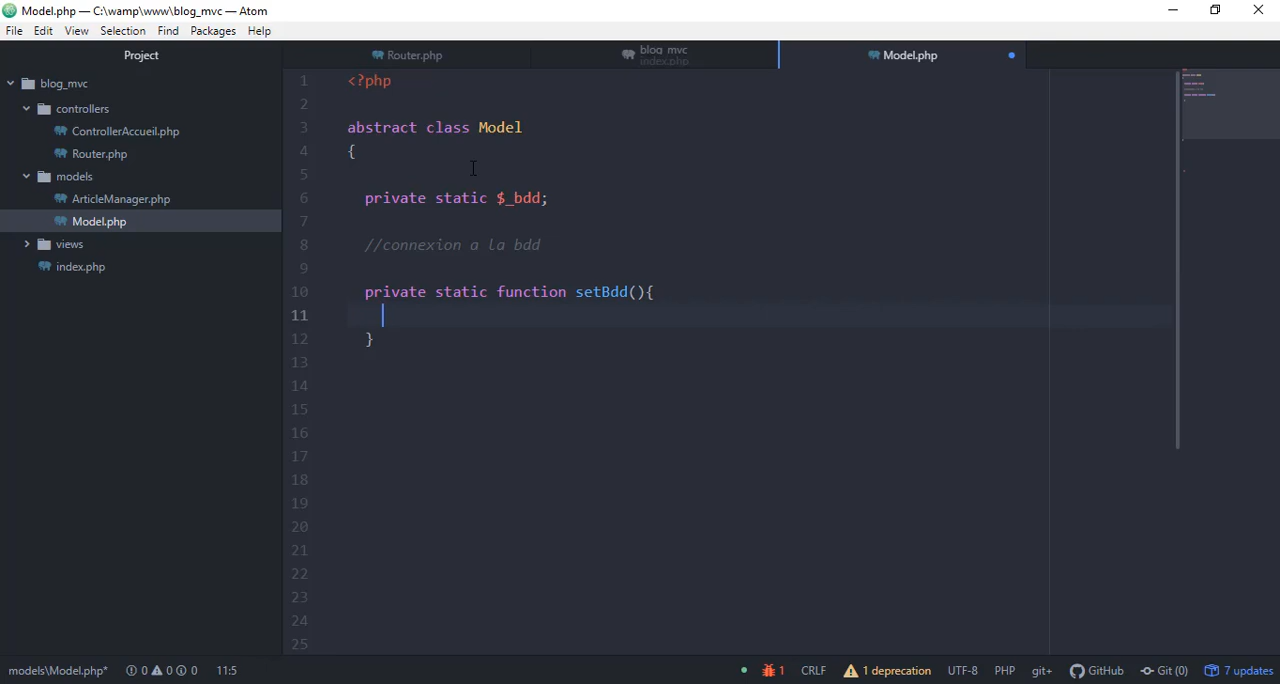 Model.php — C:\wamp\www\blog_mvc — Atom
File Edit View Selection Find Packages Help
Project
Router.php
blog_mvc
index.php
Model.php
blog_mvc
controllers
ControllerAccueil.php
Router.php
models
ArticleManager.php
Model.php
views
index.php
1 <?php
2
3 abstract class Model
4 {
5
6 private static $_bdd;
7
8 //connexion a la bdd
9
10 private static function setBdd(){
11
12 }
13
14
15
16
17
18
19
20
21
22
23
24
25
models\Model.php* 0 0 0 11:5 1 CRLF 1 deprecation UTF-8 PHP git+ GitHub Git (0) 7 updates